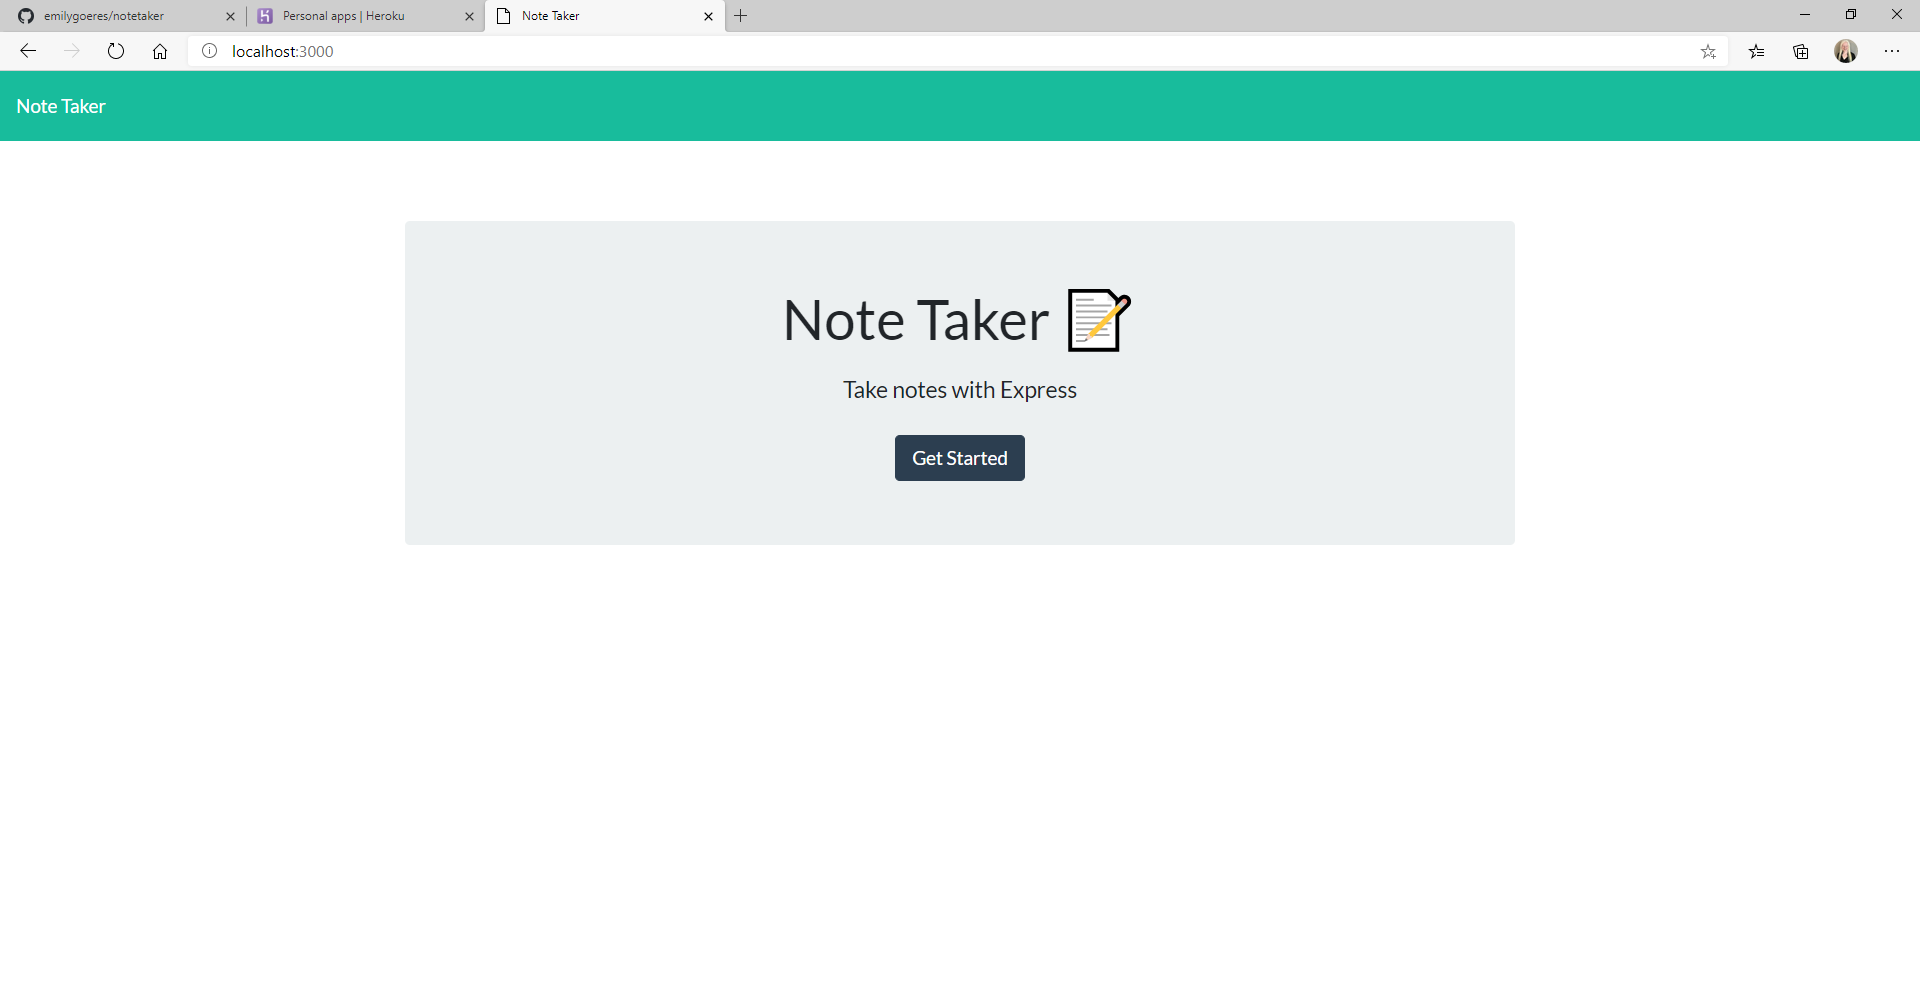 emilygoeres/notetaker
Personal apps | Heroku
Note Taker
localhost:3000
Note Taker
Note Taker
Take notes with Express
Get Started